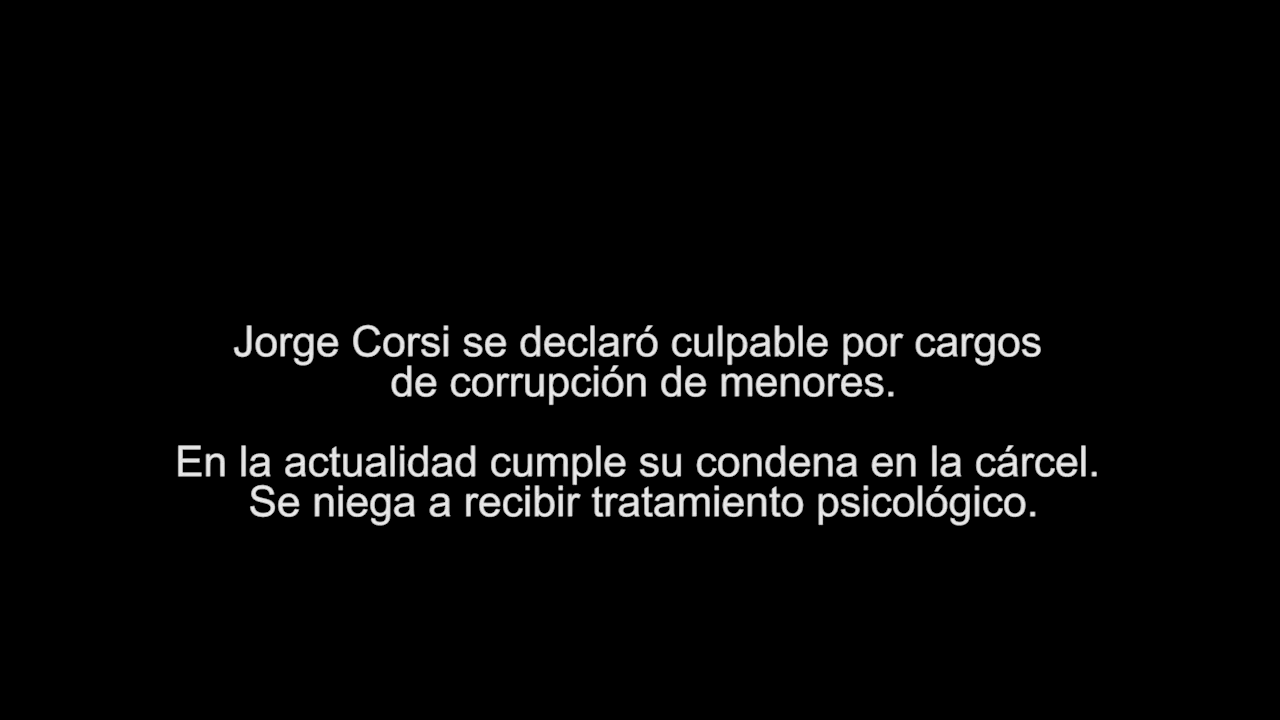 Jorge Corsi se declaró culpable por cargos
de corrupción de menores.
En la actualidad cumple su condena en la cárcel.
Se niega a recibir tratamiento psicológico.